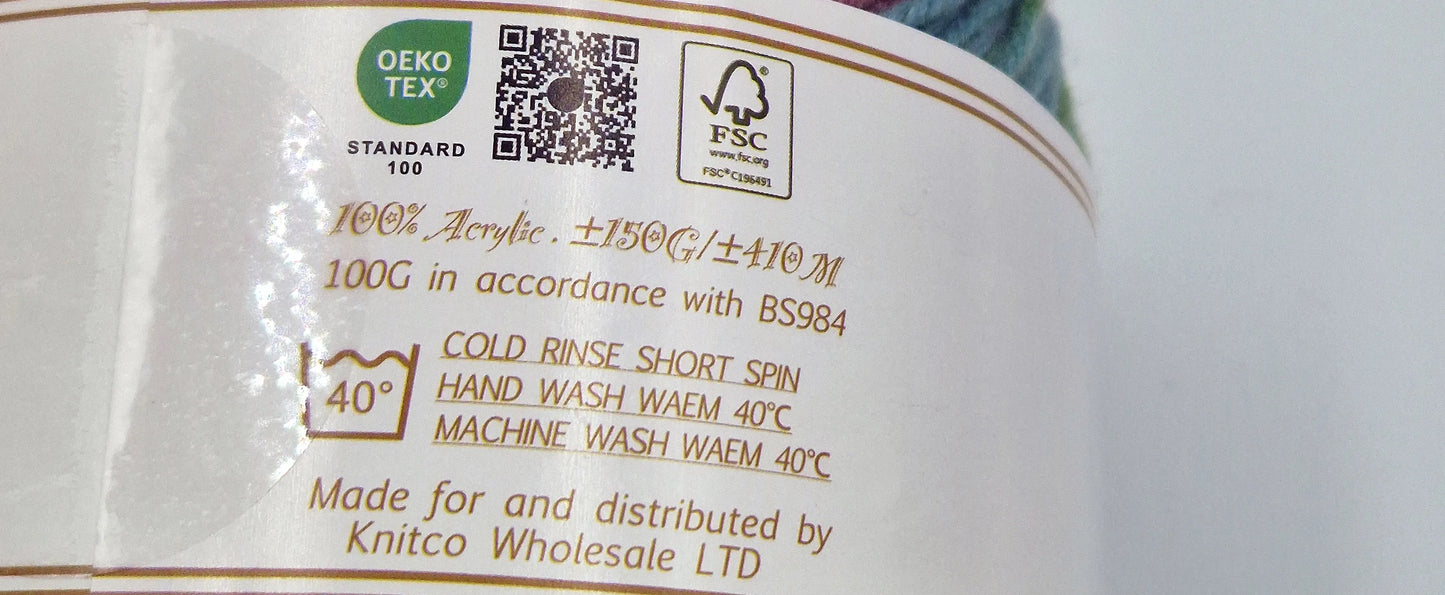 OEKO
TEX®
STANDARD
100
FSC
www.fsc.org
FSC® C196491
100% Acrylic . ±150G/±410M
100G in accordance with BS984
40°
COLD RINSE SHORT SPIN
HAND WASH WAEM 40℃
MACHINE WASH WAEM 40℃
Made for and distributed by
Knitco Wholesale LTD